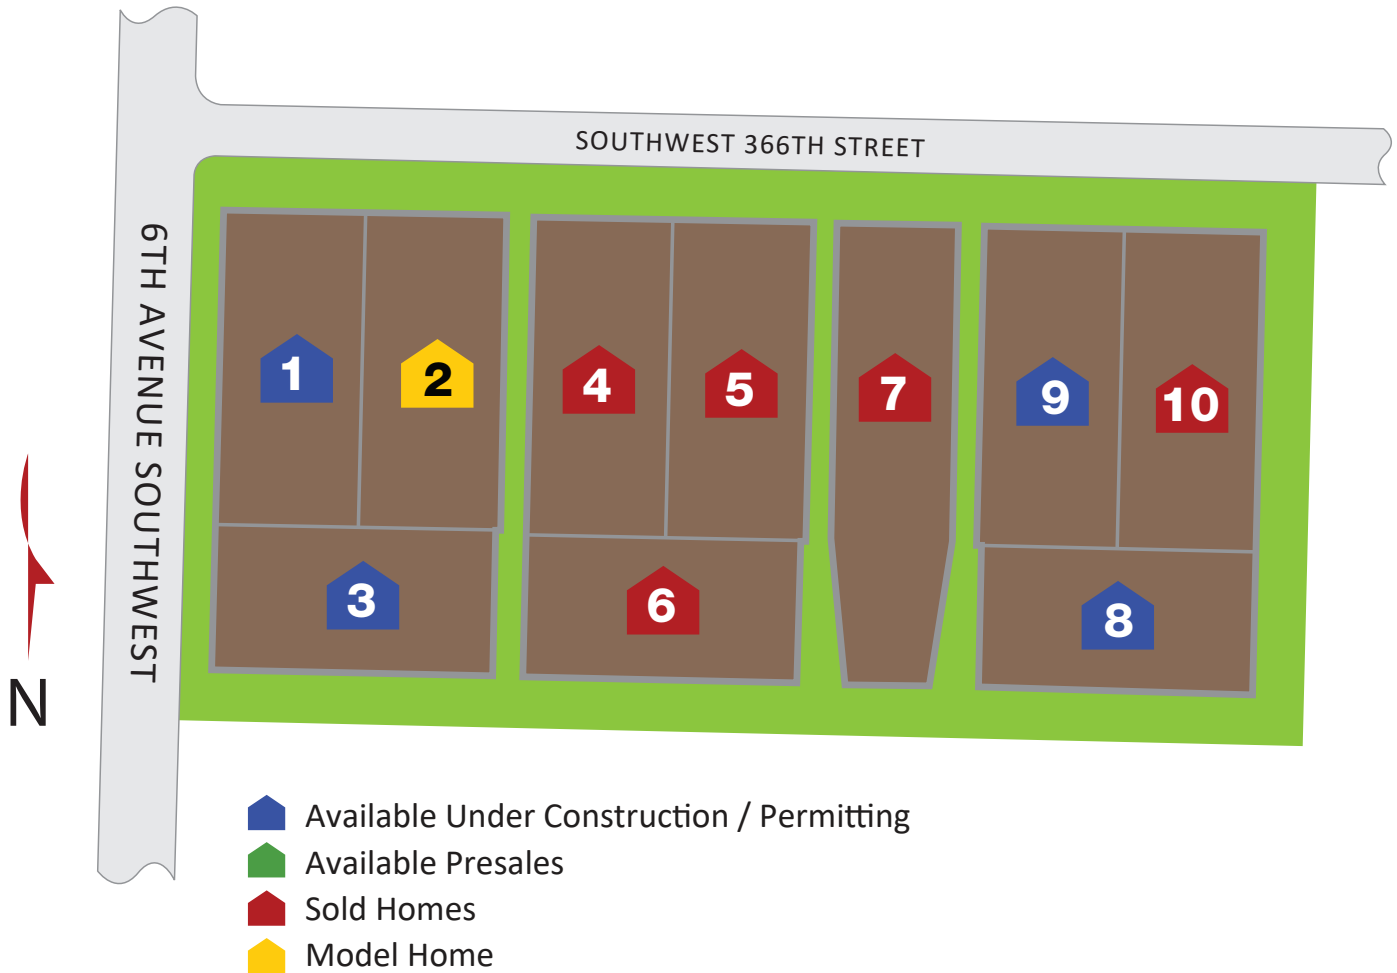 SOUTHWEST 366TH STREET
6TH AVENUE SOUTHWEST
1
2
4
5
7
9
10
3
6
8
N
Available Under Construction / Permitting
Available Presales
Sold Homes
Model Home